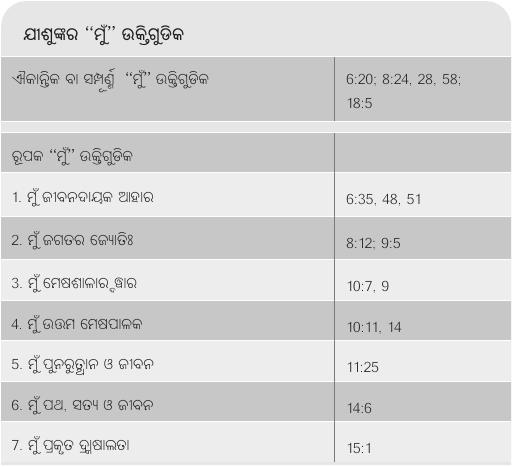 ଯୀଶୁଙ୍କର “ମୁଁ” ଉକ୍ତିଗୁଡିକ
ଐକାନ୍ତିକ ବା ସମ୍ପୂର୍ଣ୍ଣ “ମୁଁ” ଉକ୍ତିଗୁଡିକ 6:20; 8:24, 28, 58;
18:5
ରୂପକ “ମୁଁ” ଉକ୍ତିଗୁଡିକ
1. ମୁଁ ଜୀବନଦାୟକ ଆହାର 6:35, 48, 51
2. ମୁଁ ଜଗତର ଜ୍ୟୋତିଃ 8:12; 9:5
3. ମୁଁ ମେଷଶାଳାର ଦ୍ୱାର 10:7, 9
4. ମୁଁ ଉତ୍ତମ ମେଷପାଳକ 10:11, 14
5. ମୁଁ ପୁନରୁତ୍ଥାନ ଓ ଜୀବନ 11:25
6. ମୁଁ ପଥ, ସତ୍ୟ ଓ ଜୀବନ 14:6
7. ମୁଁ ପ୍ରକୃତ ଦ୍ରାକ୍ଷାଲତା 15:1